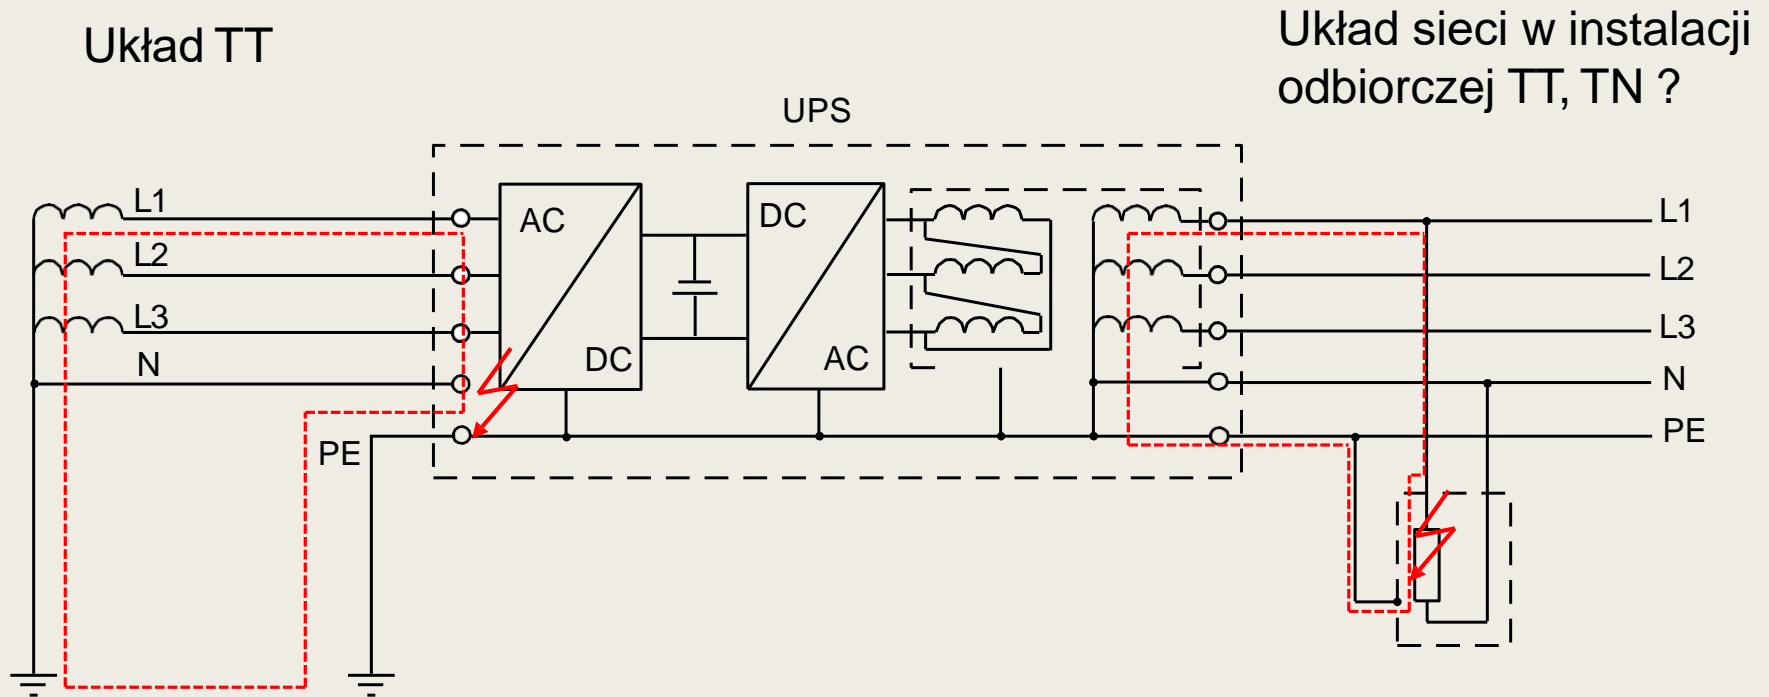 Układ TT
Układ sieci w instalacji
odbiorczej TT, TN ?
UPS
L1
L2
L3
N
PE
AC
DC
DC
AC
L1
L2
L3
N
PE